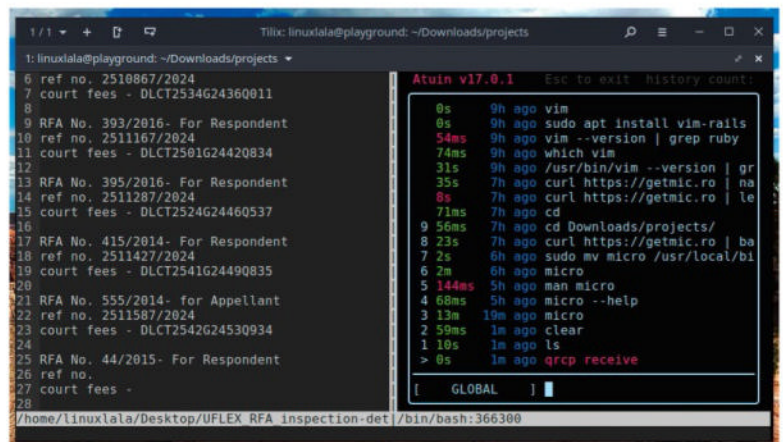 1/1
Tilix: linuxlala@playground: ~/Downloads/projects
1: linuxlala@playground: ~/Downloads/projects
6 ref no. 2510867/2024
7 court fees - DLCT2534G2436Q011
8
9 RFA No. 393/2016- For Respondent
10 ref no. 2511167/2024
11 court fees - DLCT2501G2442Q834
12
13 RFA No. 395/2016- For Respondent
14 ref no. 2511287/2024
15 court fees - DLCT2524G2446Q537
16
17 RFA No. 415/2014- For Respondent
18 ref no. 2511427/2024
19 court fees - DLCT2541G2449Q835
20
21 RFA No. 555/2014- for Appellant
22 ref no. 2511587/2024
23 court fees - DLCT2542G2453Q934
24
25 RFA No. 44/2015- For Respondent
26 ref no.
27 court fees -
28
Atuin v17.0.1 Esc to exit history count:
0s 9h ago vim
0s 9h ago sudo apt install vim-rails
54ms 9h ago vim --version | grep ruby
74ms 9h ago which vim
31s 9h ago /usr/bin/vim --version | gr
35s 7h ago curl https://getmic.ro | na
8s 7h ago curl https://getmic.ro | le
71ms 7h ago cd
9 56ms 7h ago cd Downloads/projects/
8 23s 7h ago curl https://getmic.ro | ba
7 2s 6h ago sudo mv micro /usr/local/bi
6 2m 6h ago micro
5 144ms 5h ago man micro
4 68ms 5h ago micro --help
3 13m 19m ago micro
2 59ms 1m ago clear
1 10s 1m ago ls
> 0s 1m ago qrcp receive
[ GLOBAL ]
/home/linuxlala/Desktop/UFLEX_RFA_inspection-det|/bin/bash:366300